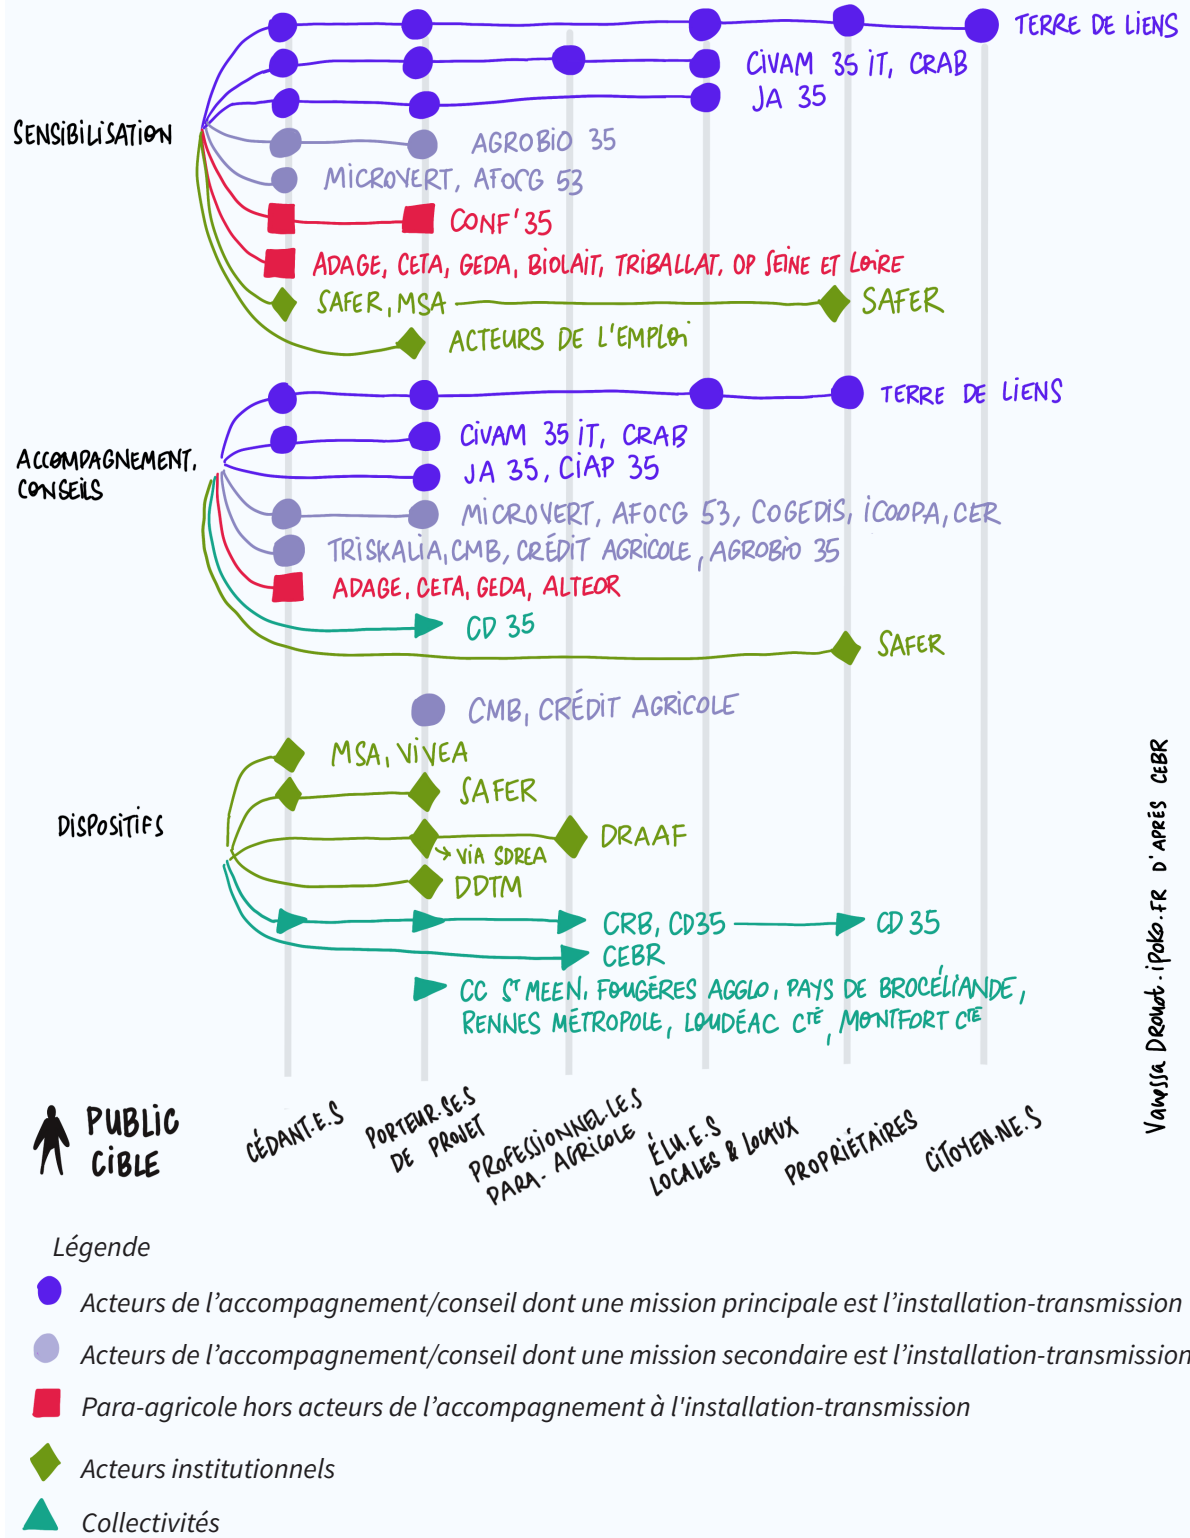 TERRE DE LIENS
CIVAM 35 IT, CRAB
JA 35
SENSIBILISATION
AGROBIO 35
MICROVERT, AFOCG 53
CONF'35
ADAGE, CETA, GEDA, BIOLAIT, TRIBALLAT, OP SEINE ET LOIRE
SAFER, MSA
SAFER
ACTEURS DE L'EMPLOI
TERRE DE LIENS
CIVAM 35 IT, CRAB
ACCOMPAGNEMENT,
CONSEILS
JA 35, CIAP 35
MICROVERT, AFOCG 53, COGEDIS, ICOOPA, CER
TRISKALIA, CMB, CRÉDIT AGRICOLE, AGROBIO 35
ADAGE, CETA, GEDA, ALTEOR
CD 35
SAFER
CMB, CRÉDIT AGRICOLE
MSA, VIVEA
SAFER
DISPOSITIFS
DRAAF
VIA SDREA
DDTM
CRB, CD35
CD 35
CEBR
CC ST MEEN, FOUGÈRES AGGLO, PAYS DE BROCÉLIANDE,
RENNES MÉTROPOLE, LOUDÉAC CTÉ, MONTFORT CTÉ
Vanessa Drouot. ipoko.FR D'APRÈS CEBR
PUBLIC
CIBLE
CÉDANT·E·S
PORTEUR·SE·S
DE PROJET
PROFESSIONNEL·LE·S
PARA-AGRICOLE
ÉLU·E·S
LOCALES & LOCAUX
PROPRIÉTAIRES
CITOYEN·NE·S
Légende
Acteurs de l’accompagnement/conseil dont une mission principale est l’installation-transmission
Acteurs de l’accompagnement/conseil dont une mission secondaire est l’installation-transmission
Para-agricole hors acteurs de l’accompagnement à l'installation-transmission
Acteurs institutionnels
Collectivités